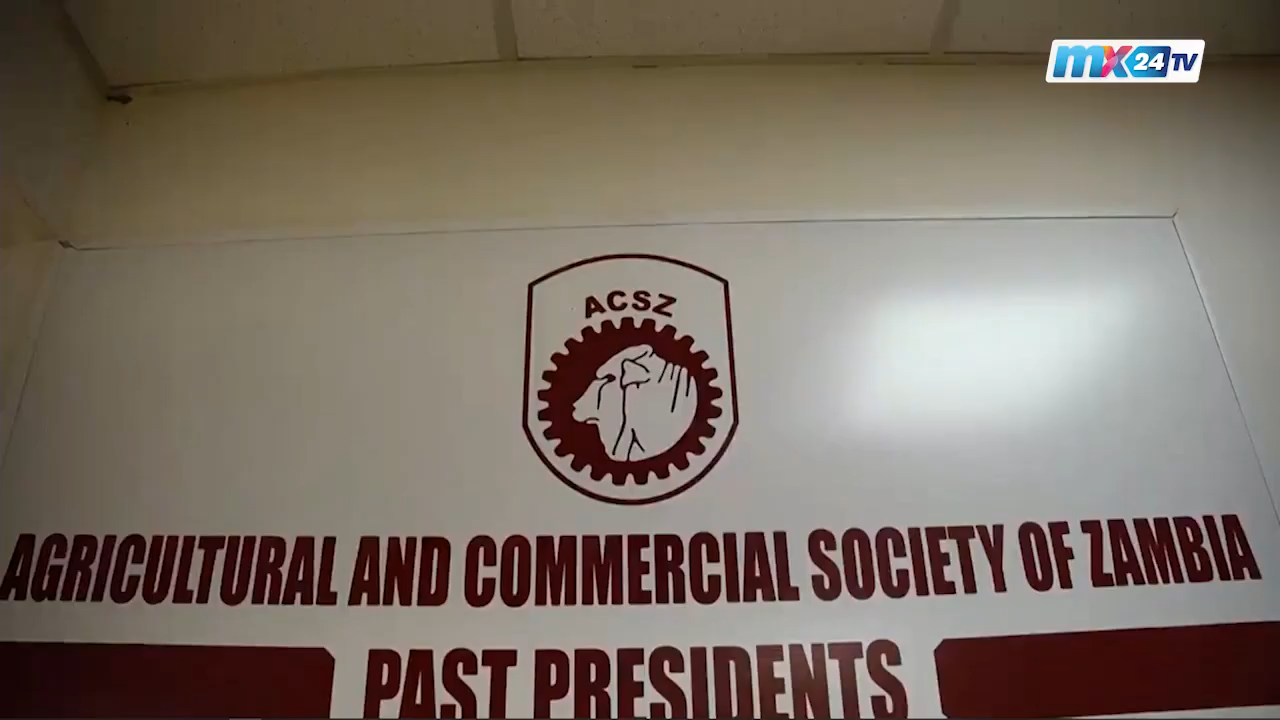 mx24TV
ACSZ
AGRICULTURAL AND COMMERCIAL SOCIETY OF ZAMBIA
PAST PRESIDENTS